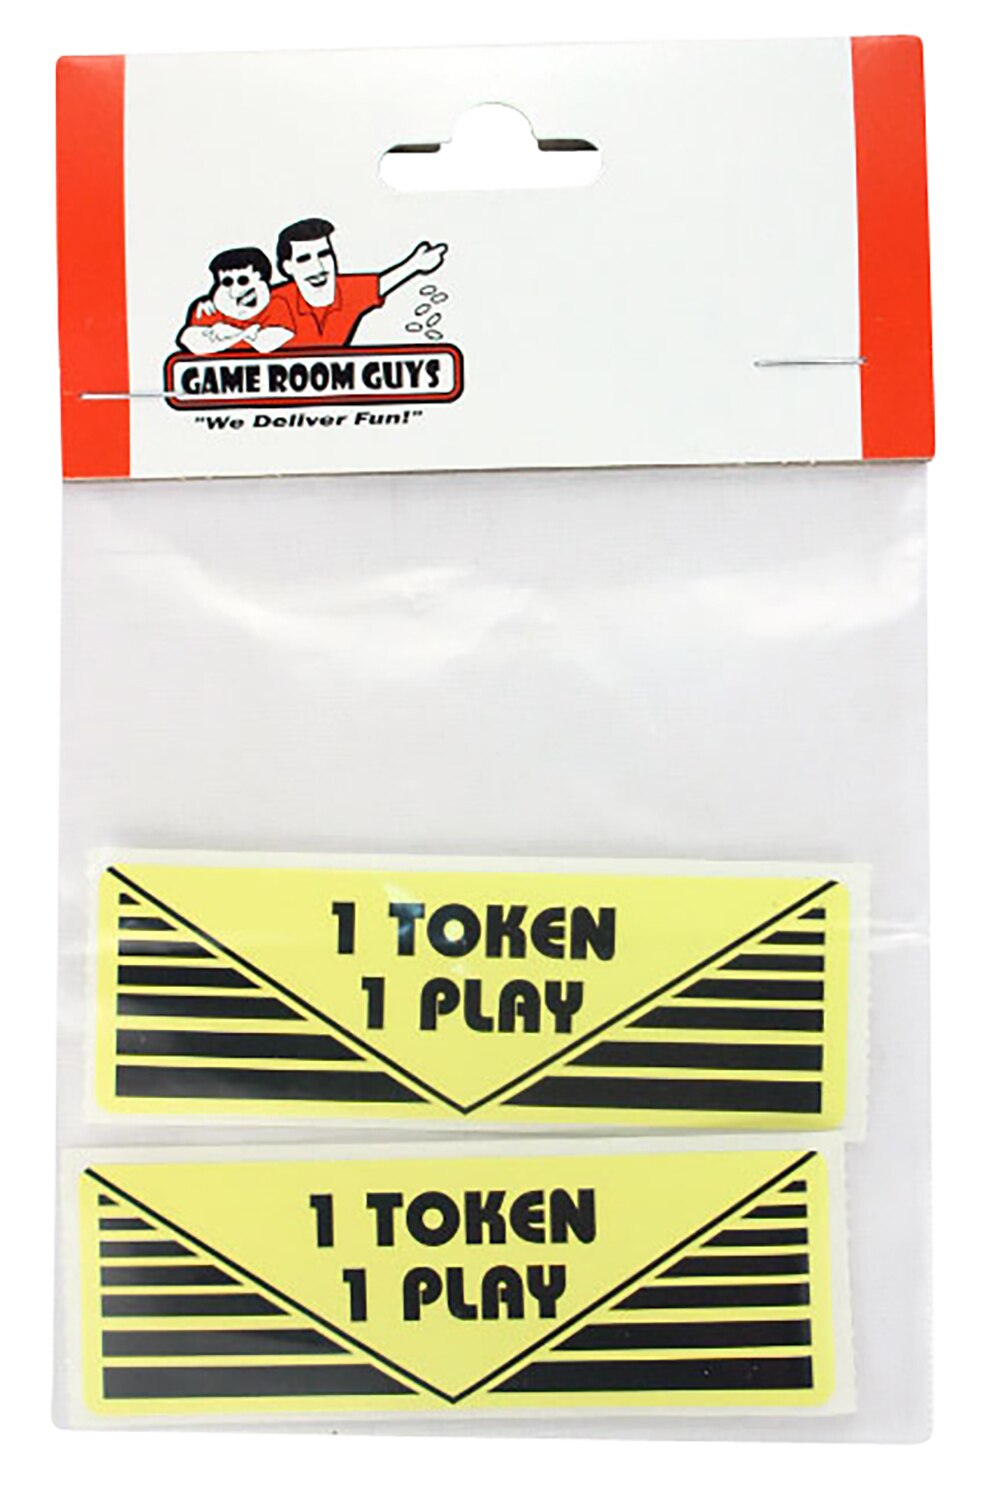 GAME ROOM GUYS
"We Deliver Fun!"
1 TOKEN
1 PLAY
1 TOKEN
1 PLAY